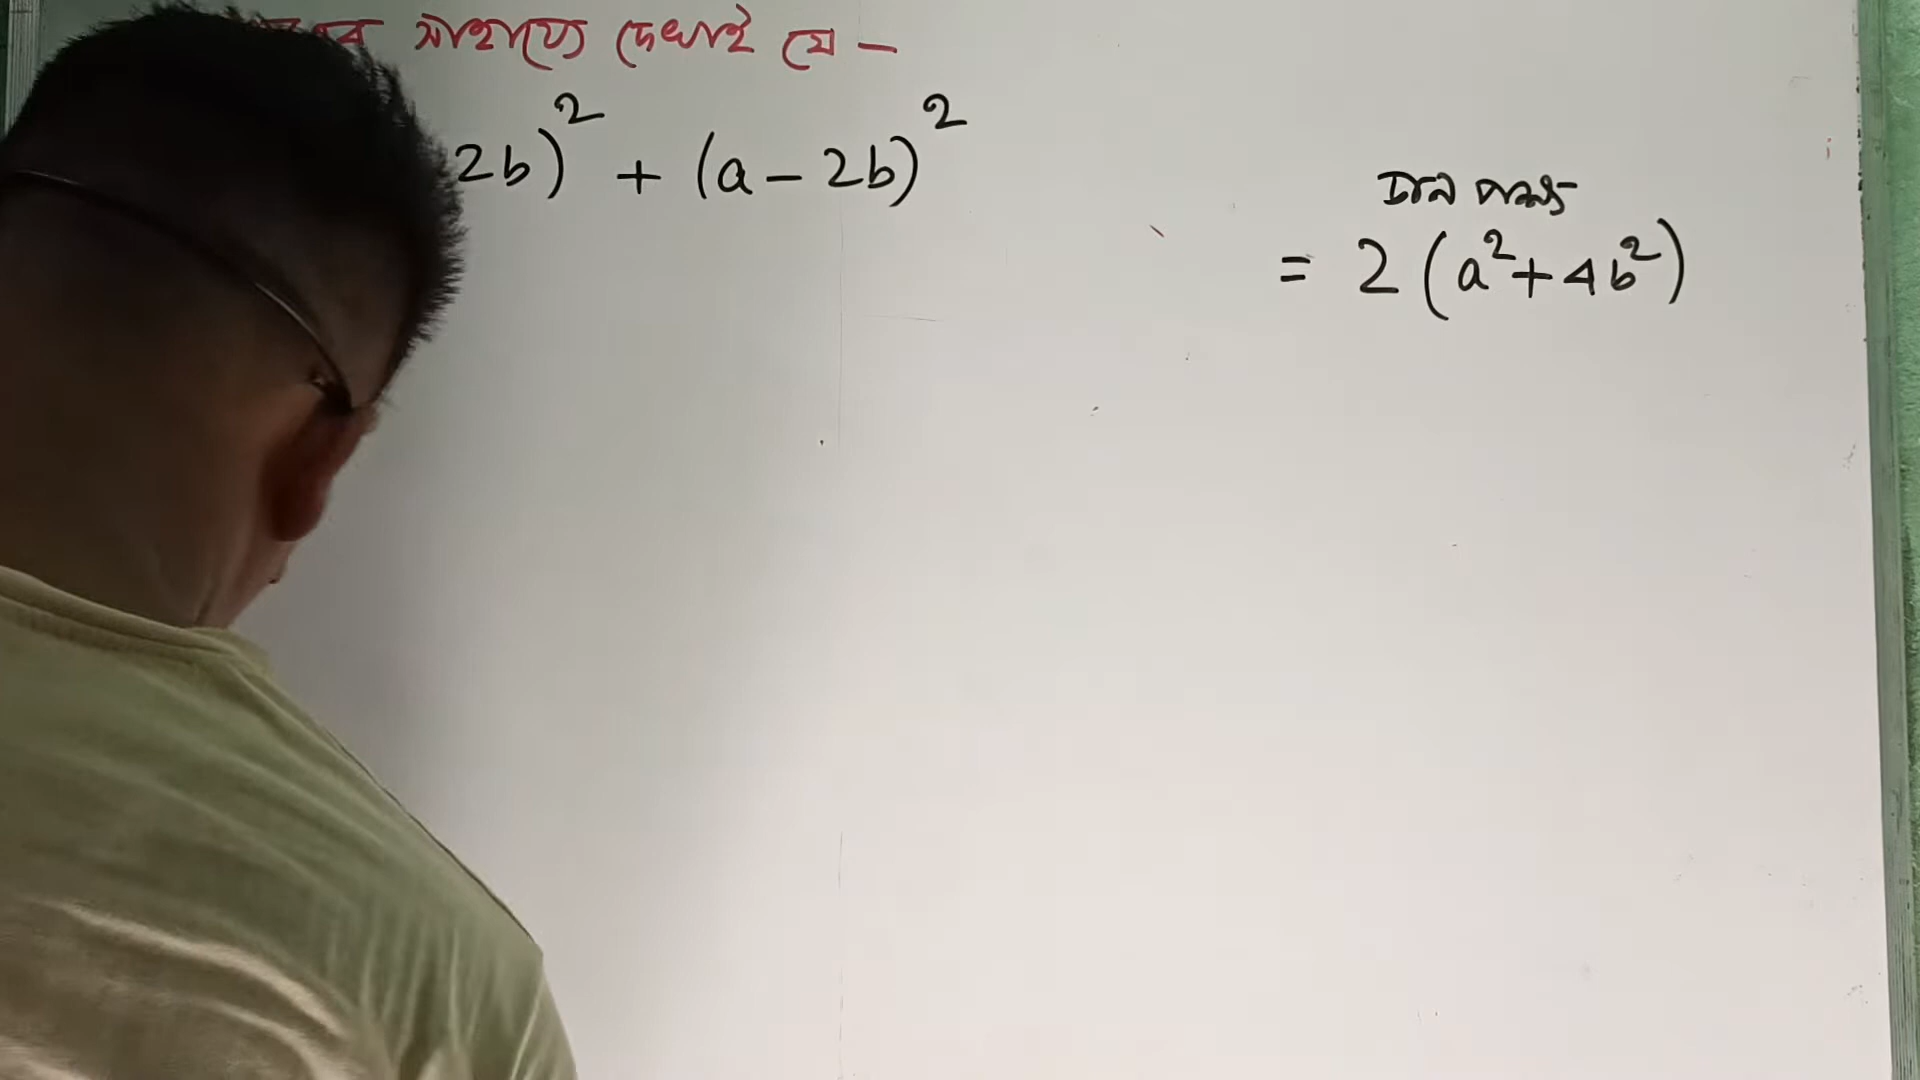 সাহায্যে দেখাই যে –
2b)² + (a – 2b)²
ডান পক্ষ
= 2 (a² + 4b²)